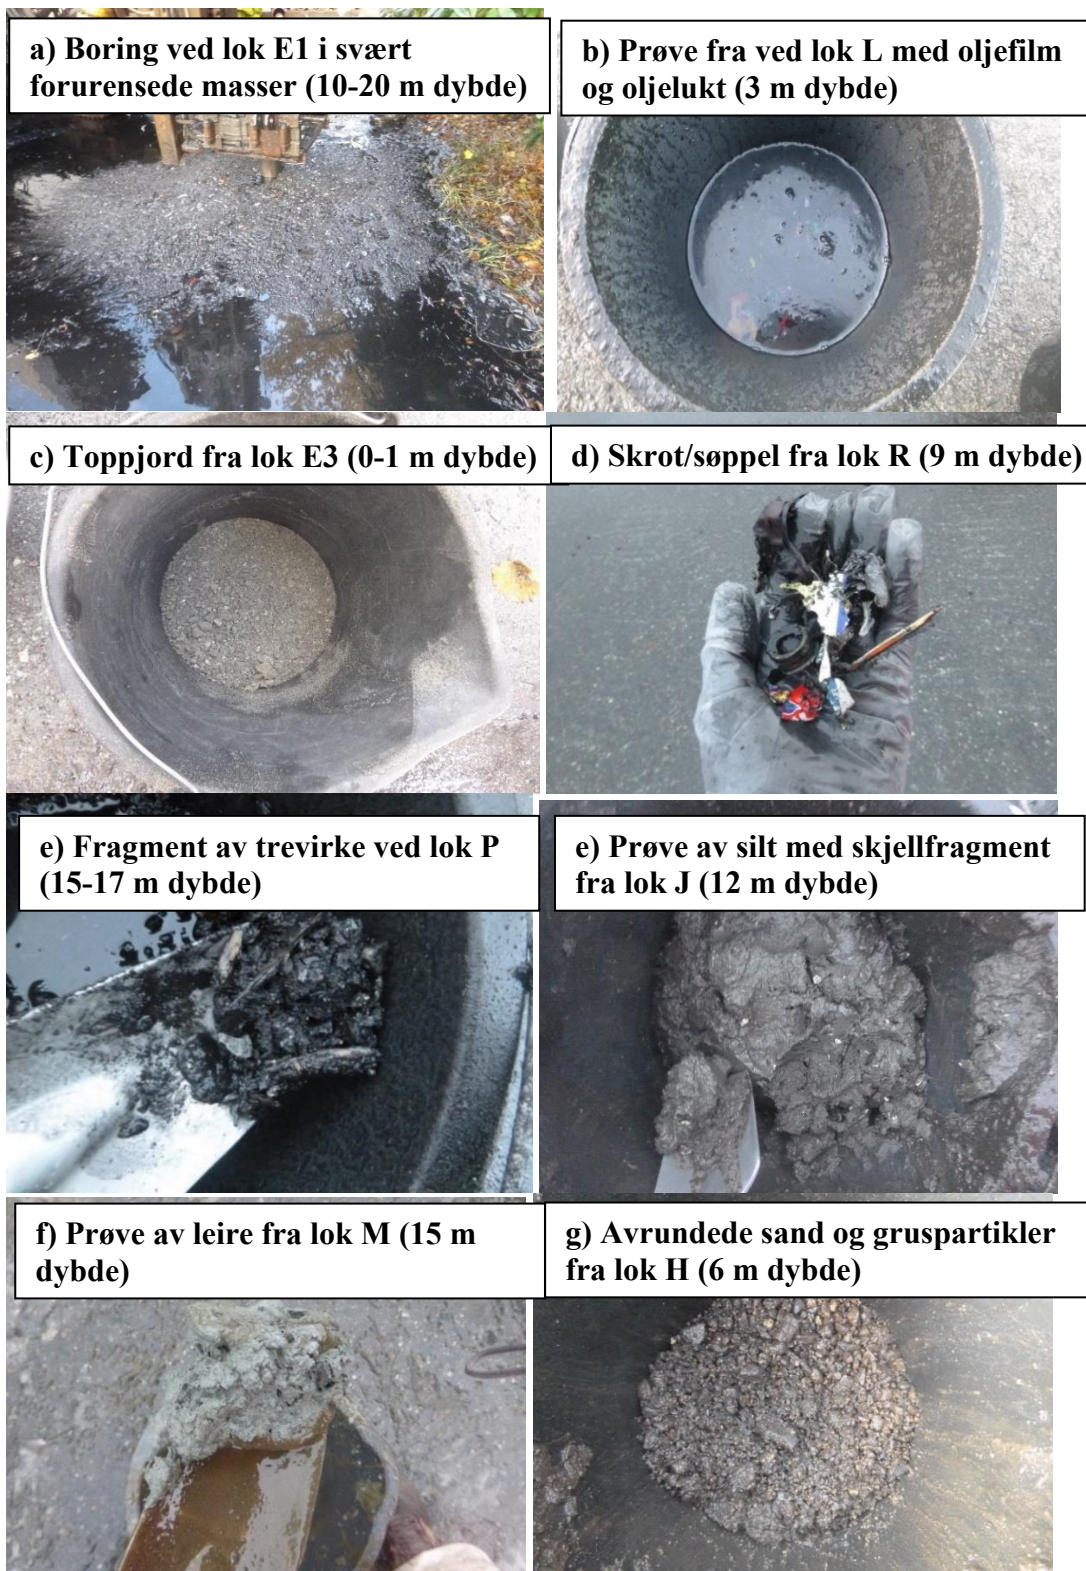 a) Boring ved lok E1 i svært
forurensede masser (10-20 m dybde)
b) Prøve fra ved lok L med oljefilm
og oljelukt (3 m dybde)
c) Toppjord fra lok E3 (0-1 m dybde)
d) Skrot/søppel fra lok R (9 m dybde)
e) Fragment av trevirke ved lok P
(15-17 m dybde)
e) Prøve av silt med skjellfragment
fra lok J (12 m dybde)
f) Prøve av leire fra lok M (15 m
dybde)
g) Avrundede sand og gruspartikler
fra lok H (6 m dybde)